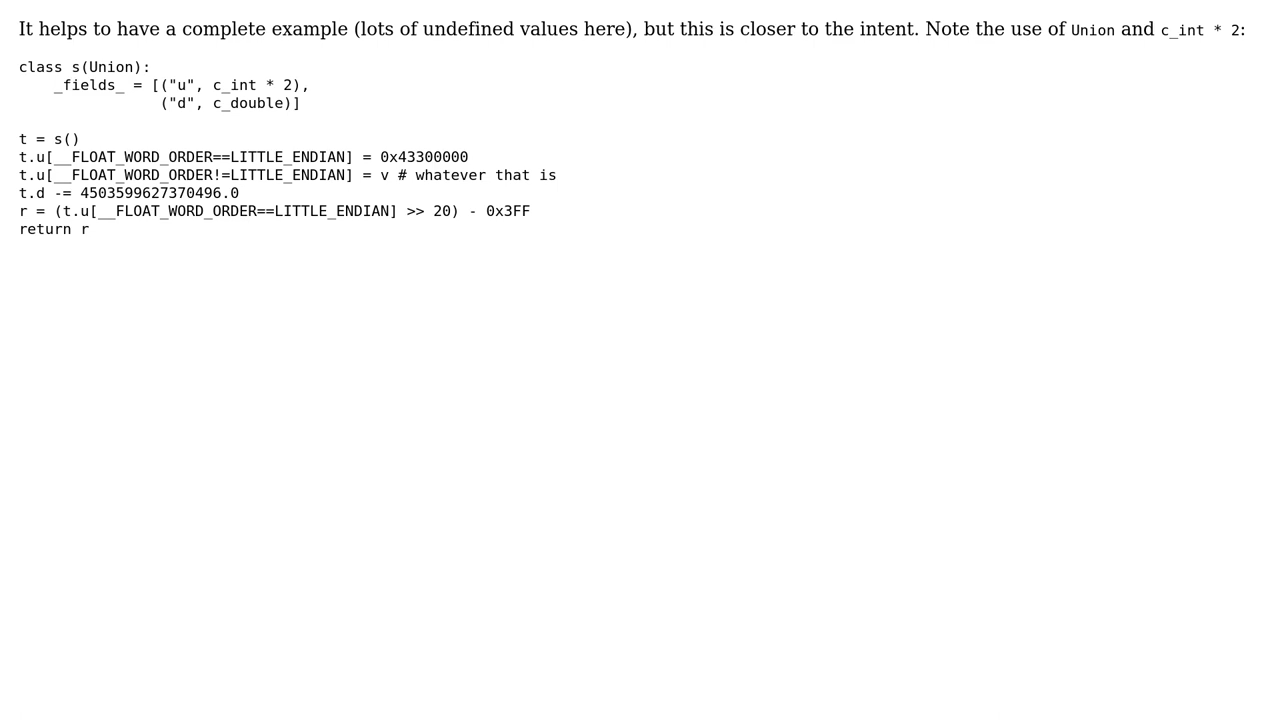 It helps to have a complete example (lots of undefined values here), but this is closer to the intent. Note the use of Union and c_int * 2:
class s(Union):
    _fields_ = [("u", c_int * 2),
                ("d", c_double)]

t = s()
t.u[__FLOAT_WORD_ORDER==LITTLE_ENDIAN] = 0x43300000
t.u[__FLOAT_WORD_ORDER!=LITTLE_ENDIAN] = v # whatever that is
t.d -= 4503599627370496.0
r = (t.u[__FLOAT_WORD_ORDER==LITTLE_ENDIAN] >> 20) - 0x3FF
return r